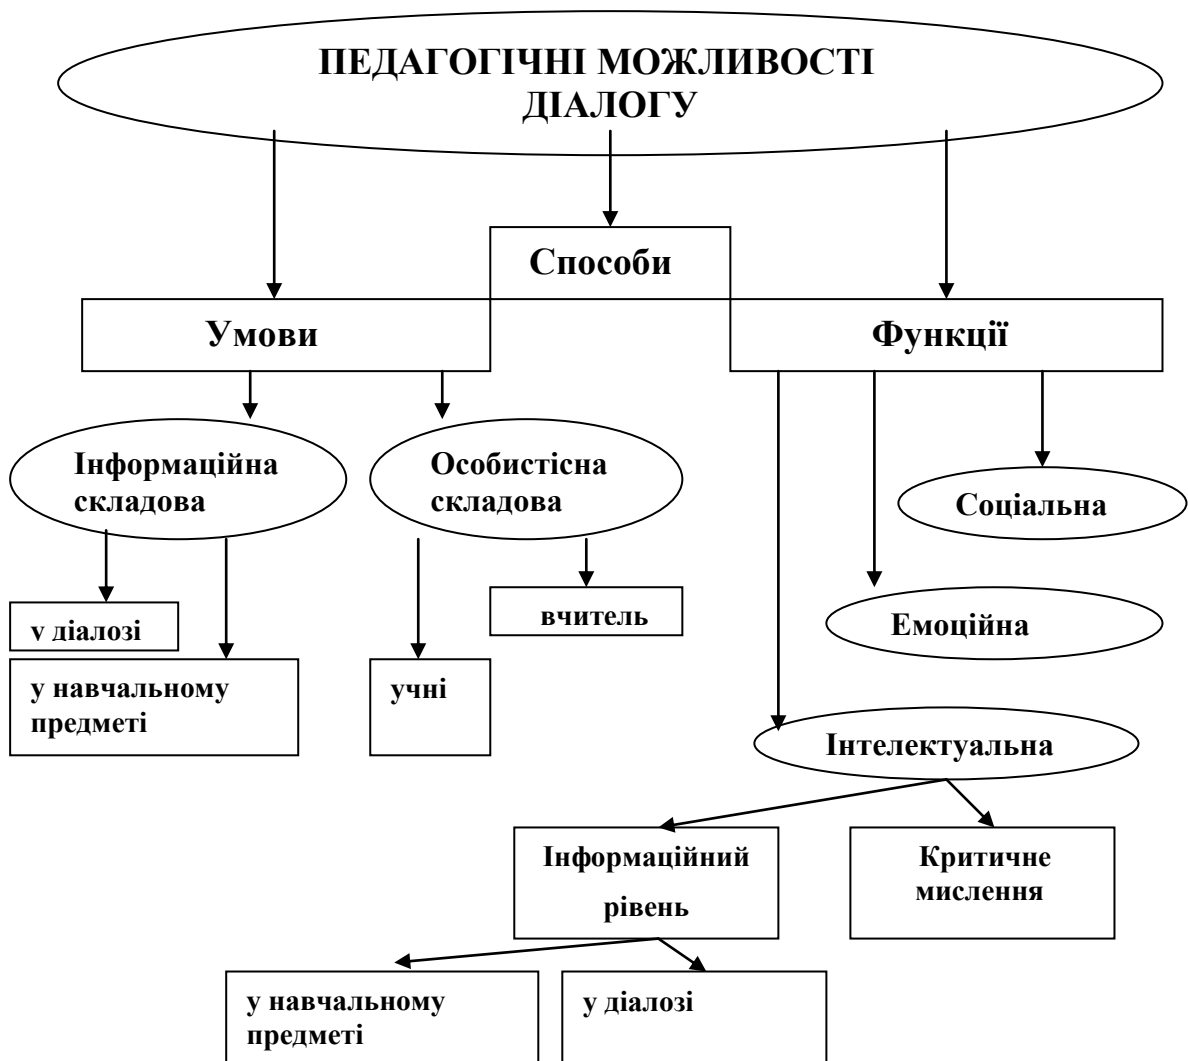 ПЕДАГОГІЧНІ МОЖЛИВОСТІ
ДІАЛОГУ
Способи
Умови
Функції
Інформаційна
складова
Особистісна
складова
Соціальна
у діалозі
вчитель
Емоційна
у навчальному
предметі
учні
Інтелектуальна
Інформаційний
рівень
Критичне
мислення
у навчальному
предметі
у діалозі